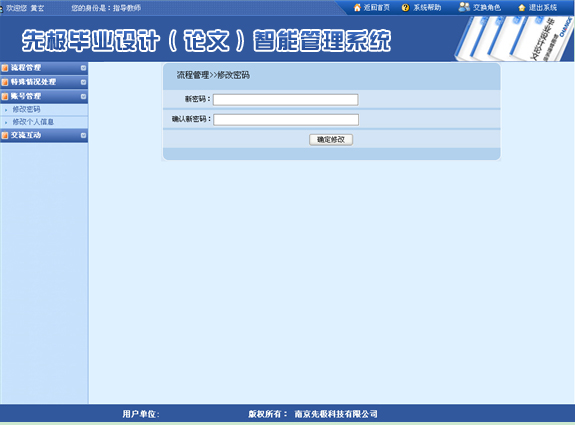 欢迎您 黄宏 您的身份是：指导教师 返回首页 系统帮助 交换角色 退出系统
先极毕业设计（论文）智能管理系统
流程管理
特殊情况处理
账号管理
修改密码
修改个人信息
交流互动
流程管理>>修改密码
新密码：
确认新密码：
确定修改
用户单位： 版权所有： 南京先极科技有限公司